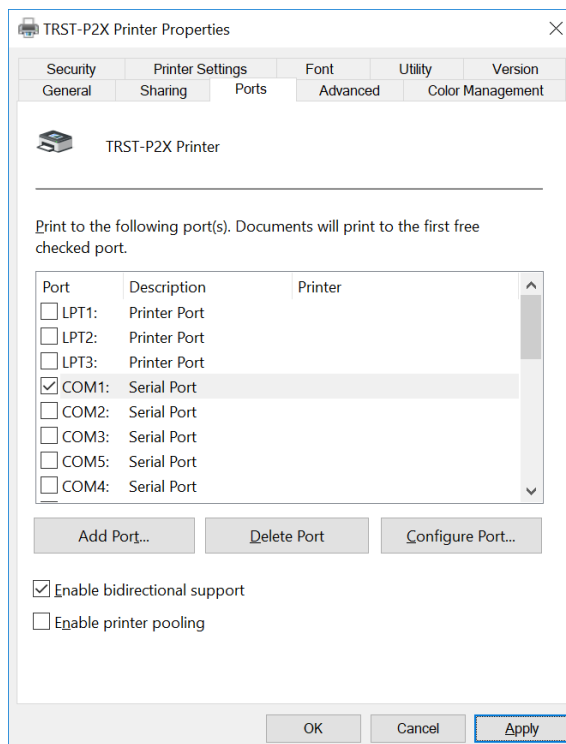 TRST-P2X Printer Properties
Security Printer Settings Font Utility Version
General Sharing Ports Advanced Color Management
TRST-P2X Printer
Print to the following port(s). Documents will print to the first free
checked port.
Port Description Printer
LPT1: Printer Port
LPT2: Printer Port
LPT3: Printer Port
COM1: Serial Port
COM2: Serial Port
COM3: Serial Port
COM5: Serial Port
COM4: Serial Port
Add Port... Delete Port Configure Port...
Enable bidirectional support
Enable printer pooling
OK Cancel Apply